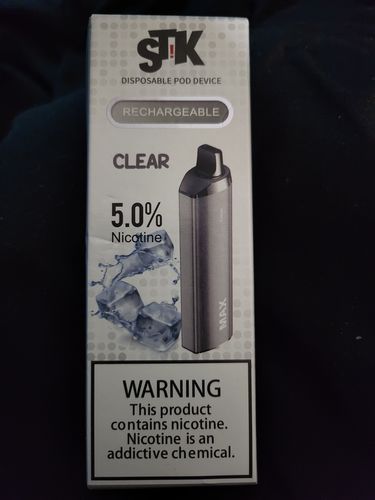 ST!K
DISPOSABLE POD DEVICE
RECHARGEABLE
CLEAR
5.0%
Nicotine
MAX
WARNING
This product
contains nicotine.
Nicotine is an
addictive chemical.